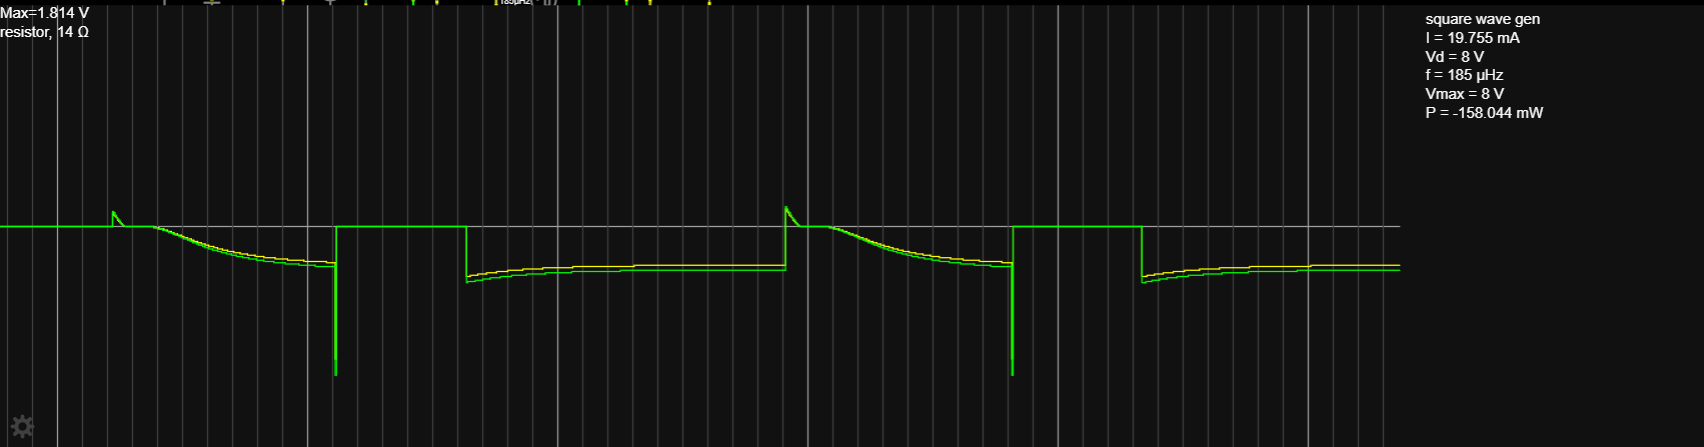 185µHz
Max=1.814 V
resistor, 14 Ω
square wave gen
I = 19.755 mA
Vd = 8 V
f = 185 µHz
Vmax = 8 V
P = -158.044 mW